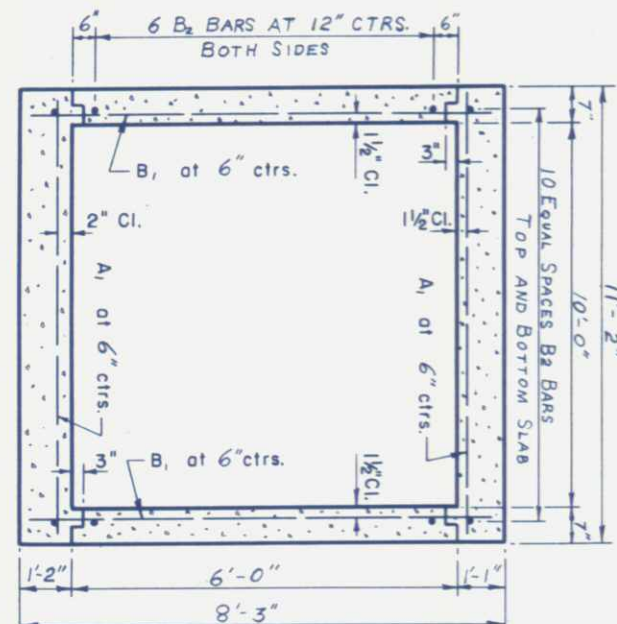 6" 6 B2 BARS AT 12" CTRS. 6"
BOTH SIDES
7"
B1 at 6" ctrs.
1½" Cl.
3"
2" Cl.
1½" Cl.
A1 at 6" ctrs.
A1 at 6" ctrs.
10 EQUAL SPACES B2 BARS
TOP AND BOTTOM SLAB
10'-0"
11'-2"
3"
B1 at 6" ctrs.
1½" Cl.
7"
1'-2" 6'-0" 1'-1"
8'-3"